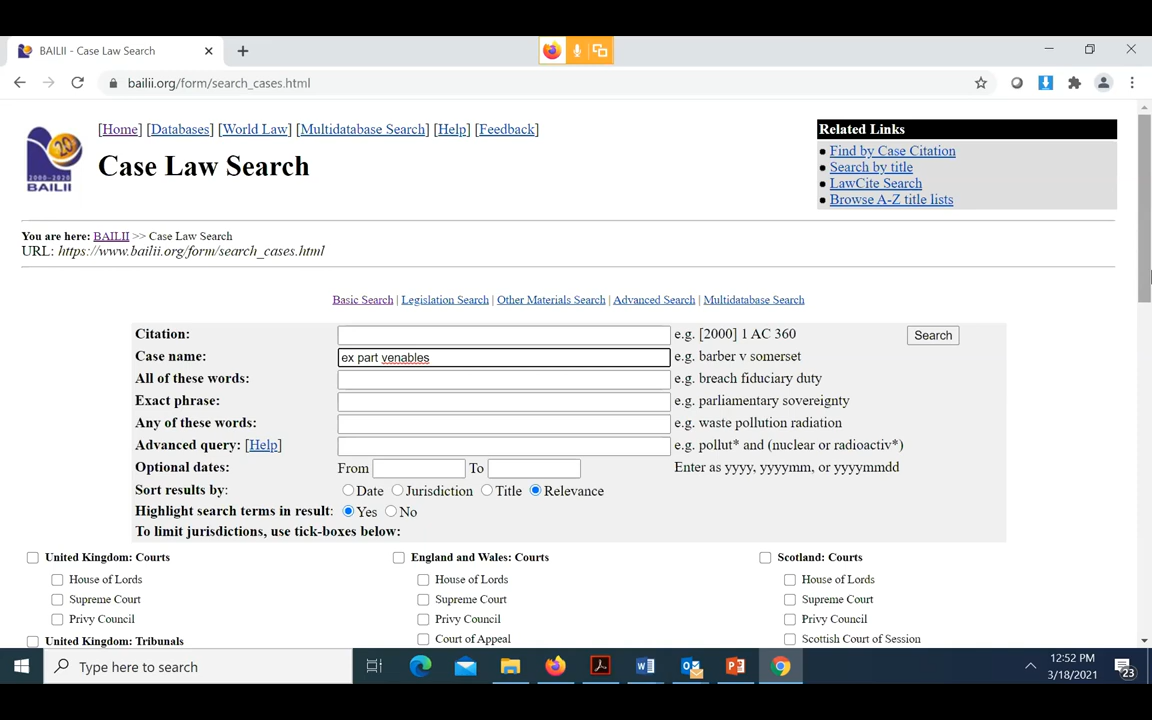 BAILII - Case Law Search
bailii.org/form/search_cases.html
[Home] [Databases] [World Law] [Multidatabase Search] [Help] [Feedback]
Case Law Search
20
2000-2020
BAILII
Related Links
Find by Case Citation
Search by title
LawCite Search
Browse A-Z title lists
You are here: BAILII >> Case Law Search
URL: https://www.bailii.org/form/search_cases.html
Basic Search | Legislation Search | Other Materials Search | Advanced Search | Multidatabase Search
Citation: e.g. [2000] 1 AC 360 Search
Case name: ex part venables e.g. barber v somerset
All of these words: e.g. breach fiduciary duty
Exact phrase: e.g. parliamentary sovereignty
Any of these words: e.g. waste pollution radiation
Advanced query: [Help] e.g. pollut* and (nuclear or radioactiv*)
Optional dates: From To Enter as yyyy, yyyymm, or yyyymmdd
Sort results by: Date Jurisdiction Title Relevance
Highlight search terms in result: Yes No
To limit jurisdictions, use tick-boxes below:
United Kingdom: Courts England and Wales: Courts Scotland: Courts
House of Lords House of Lords House of Lords
Supreme Court Supreme Court Supreme Court
Privy Council Privy Council Privy Council
United Kingdom: Tribunals Court of Appeal Scottish Court of Session
Type here to search
12:52 PM
3/18/2021
23